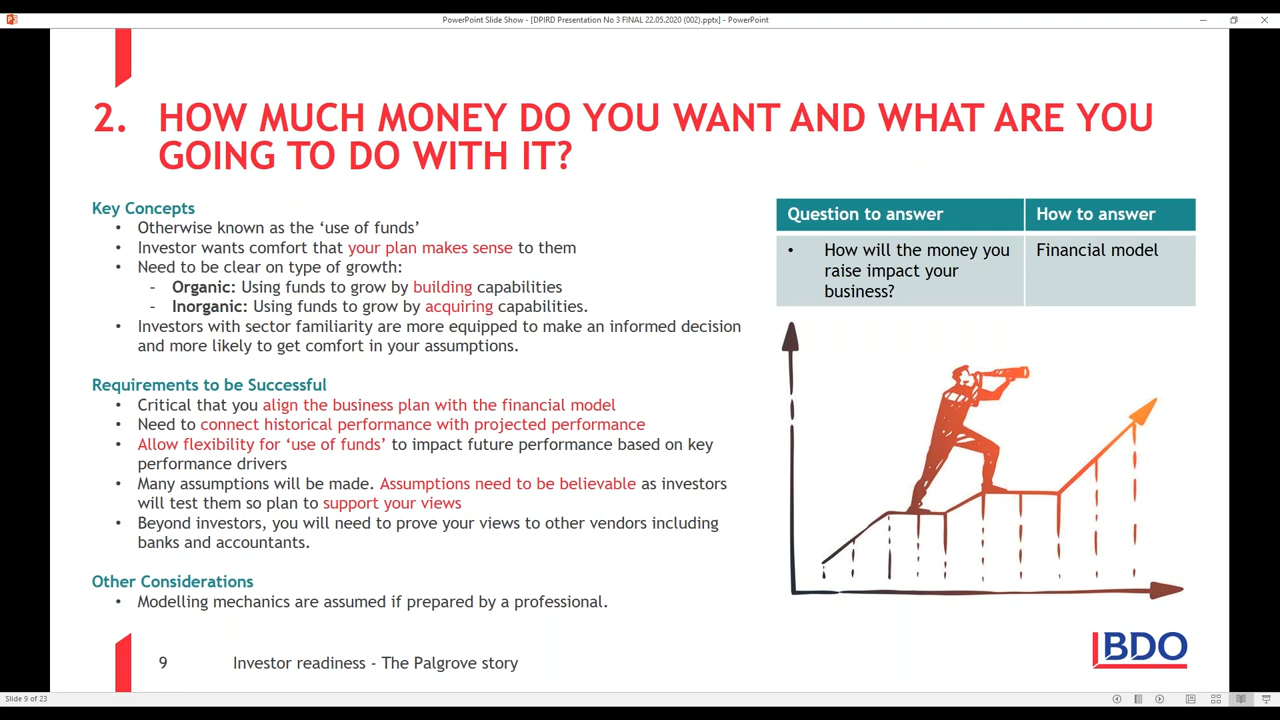 PowerPoint Slide Show - [DPIRD Presentation No 3 FINAL 22.05.2020 (002).pptx] - PowerPoint
2. HOW MUCH MONEY DO YOU WANT AND WHAT ARE YOU
GOING TO DO WITH IT?
Key Concepts
• Otherwise known as the ‘use of funds’
• Investor wants comfort that your plan makes sense to them
• Need to be clear on type of growth:
- Organic: Using funds to grow by building capabilities
- Inorganic: Using funds to grow by acquiring capabilities.
• Investors with sector familiarity are more equipped to make an informed decision
and more likely to get comfort in your assumptions.
Requirements to be Successful
• Critical that you align the business plan with the financial model
• Need to connect historical performance with projected performance
• Allow flexibility for ‘use of funds’ to impact future performance based on key
performance drivers
• Many assumptions will be made. Assumptions need to be believable as investors
will test them so plan to support your views
• Beyond investors, you will need to prove your views to other vendors including
banks and accountants.
Other Considerations
• Modelling mechanics are assumed if prepared by a professional.
Question to answer
How to answer
• How will the money you
raise impact your
business?
Financial model
9
Investor readiness - The Palgrove story
BDO
Slide 9 of 23